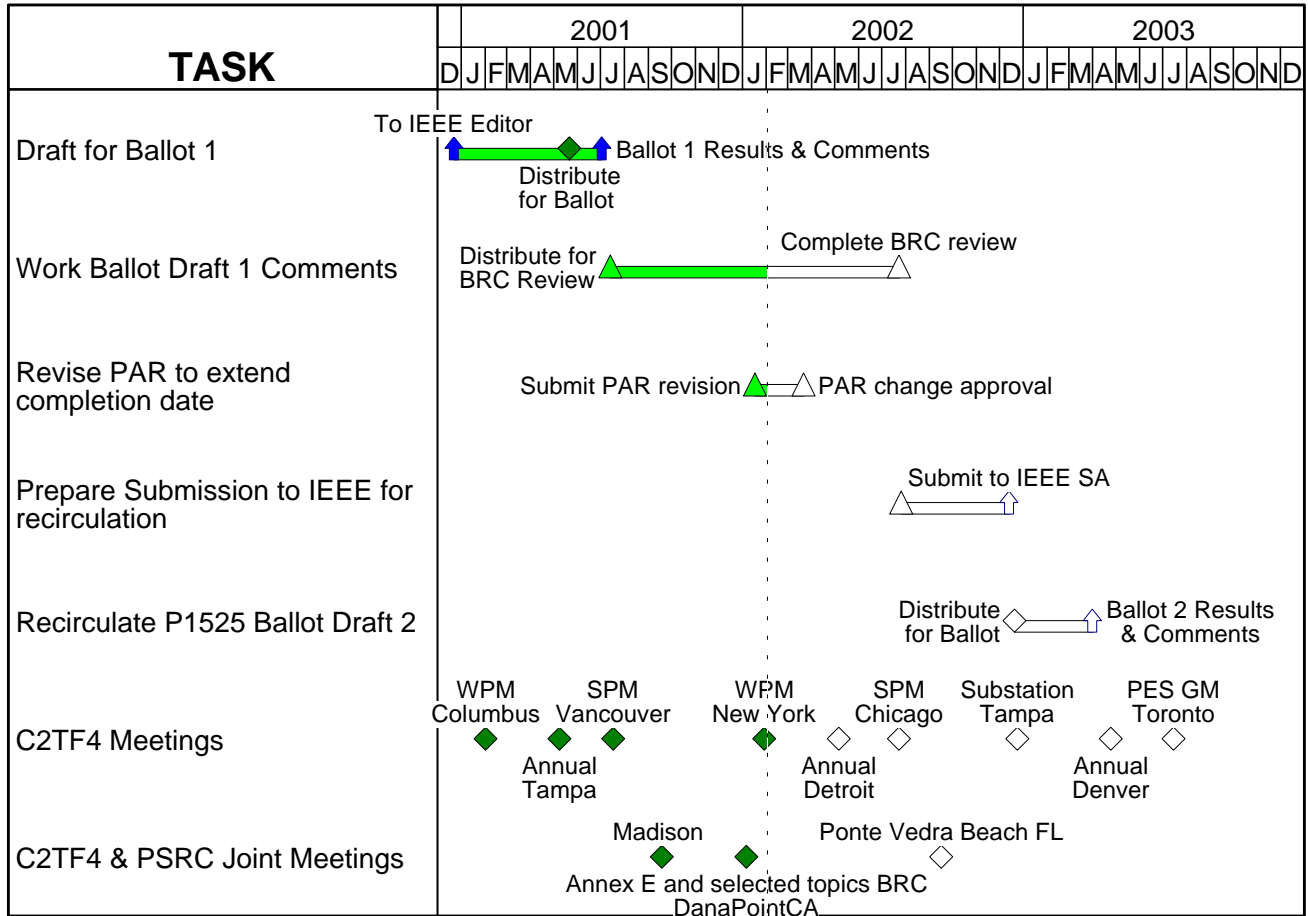 TASK
2001 2002 2003
D J F M A M J J A S O N D J F M A M J J A S O N D J F M A M J J A S O N D
To IEEE Editor
Draft for Ballot 1
Ballot 1 Results & Comments
Distribute
for Ballot
Work Ballot Draft 1 Comments
Distribute for
BRC Review
Complete BRC review
Revise PAR to extend
completion date
Submit PAR revision
PAR change approval
Prepare Submission to IEEE for
recirculation
Submit to IEEE SA
Recirculate P1525 Ballot Draft 2
Distribute
for Ballot
Ballot 2 Results
& Comments
C2TF4 Meetings
WPM
Columbus
Annual
Tampa
SPM
Vancouver
WPM
New York
Annual
Detroit
SPM
Chicago
Substation
Tampa
Annual
Denver
PES GM
Toronto
C2TF4 & PSRC Joint Meetings
Madison
Annex E and selected topics BRC
DanaPointCA
Ponte Vedra Beach FL